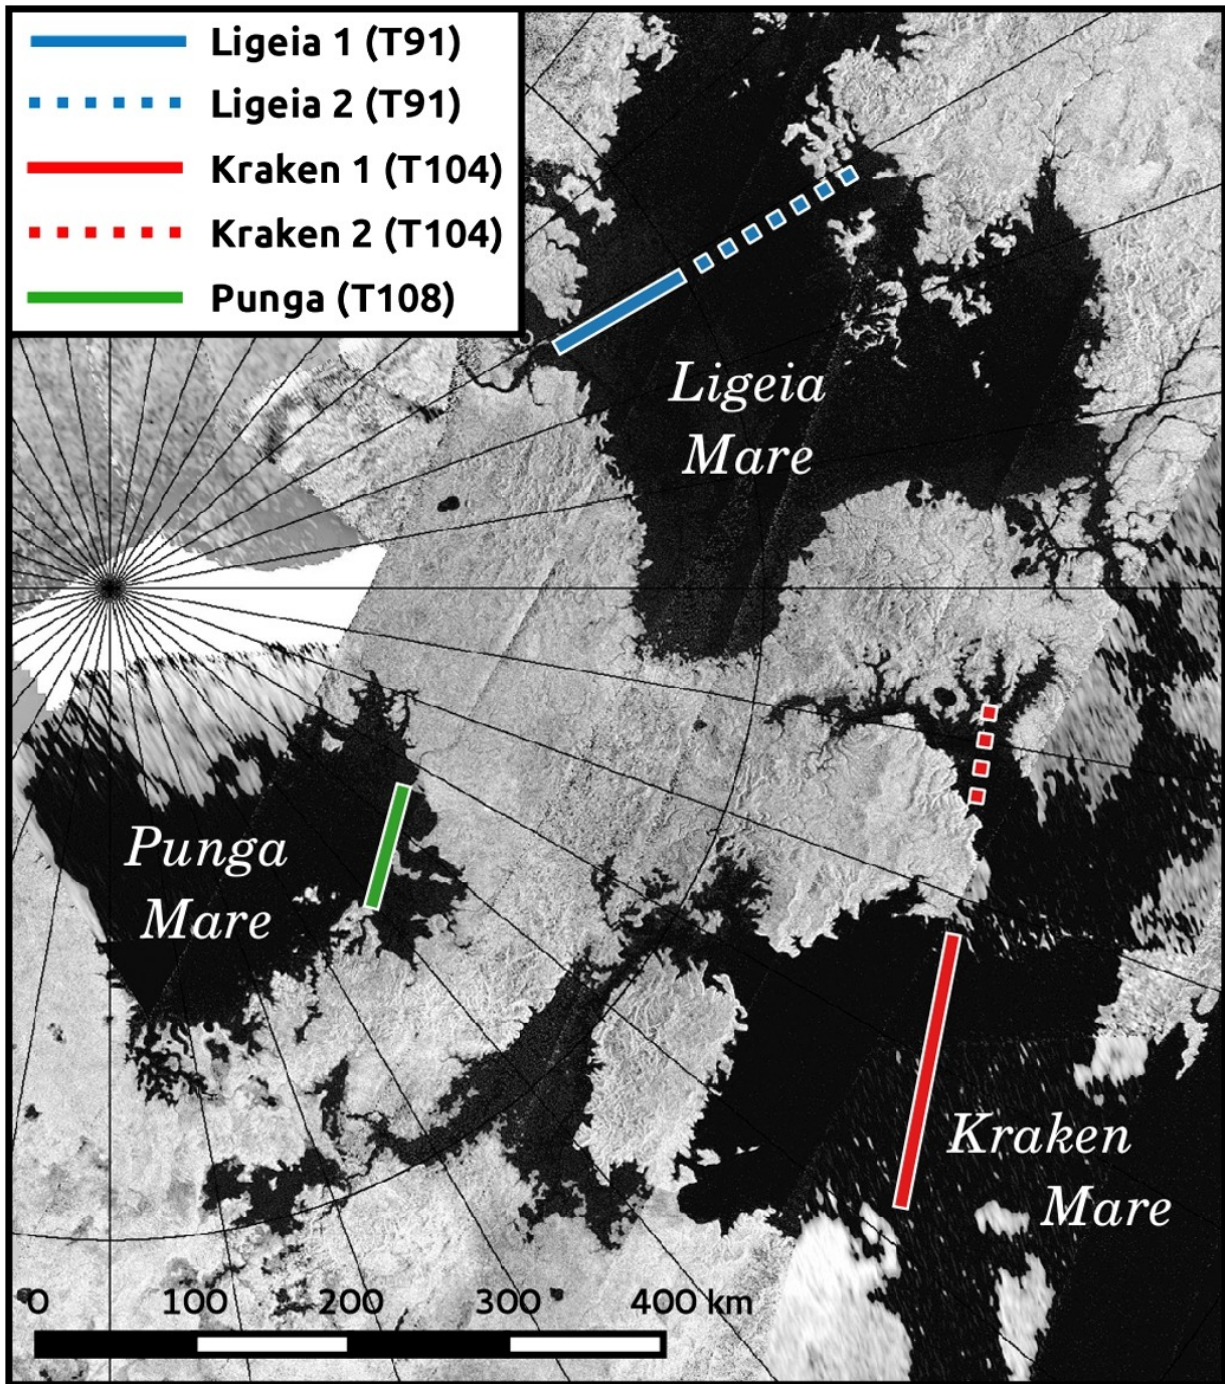 Ligeia 1 (T91)
Ligeia 2 (T91)
Kraken 1 (T104)
Kraken 2 (T104)
Punga (T108)
Ligeia
Mare
Punga
Mare
Kraken
Mare
0 100 200 300 400 km